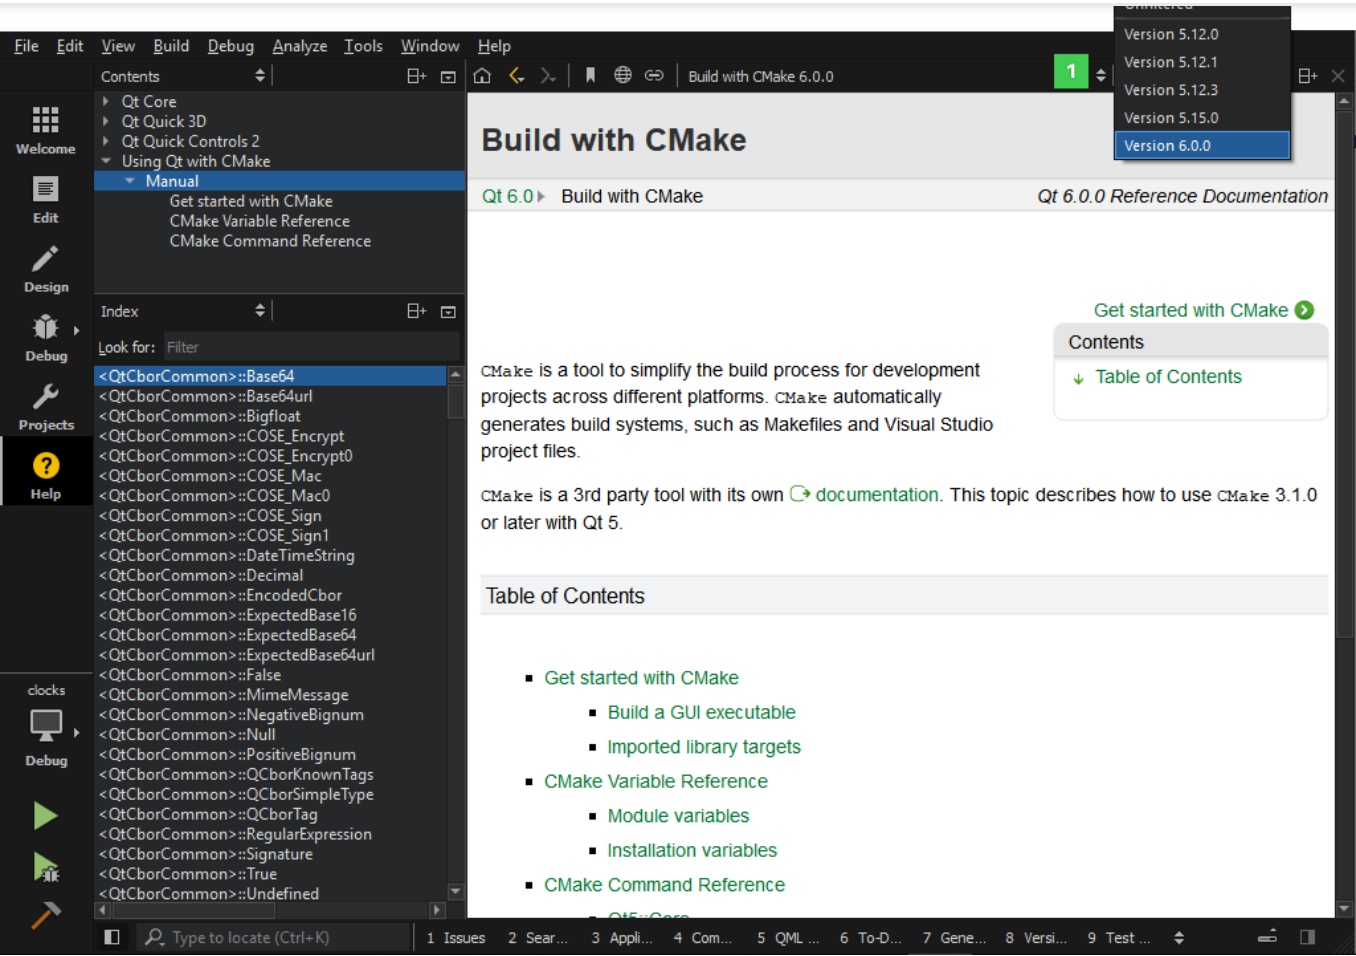 Unfiltered
Version 5.12.0
Version 5.12.1
Version 5.12.3
Version 5.15.0
Version 6.0.0
File Edit View Build Debug Analyze Tools Window Help
Contents
Build with CMake 6.0.0
1
Welcome
Edit
Design
Debug
Projects
Help
Qt Core
Qt Quick 3D
Qt Quick Controls 2
Using Qt with CMake
Manual
Get started with CMake
CMake Variable Reference
CMake Command Reference
Index
Look for: Filter
<QtCborCommon>::Base64
<QtCborCommon>::Base64url
<QtCborCommon>::Bigfloat
<QtCborCommon>::COSE_Encrypt
<QtCborCommon>::COSE_Encrypt0
<QtCborCommon>::COSE_Mac
<QtCborCommon>::COSE_Mac0
<QtCborCommon>::COSE_Sign
<QtCborCommon>::COSE_Sign1
<QtCborCommon>::DateTimeString
<QtCborCommon>::Decimal
<QtCborCommon>::EncodedCbor
<QtCborCommon>::ExpectedBase16
<QtCborCommon>::ExpectedBase64
<QtCborCommon>::ExpectedBase64url
<QtCborCommon>::False
<QtCborCommon>::MimeMessage
<QtCborCommon>::NegativeBignum
<QtCborCommon>::Null
<QtCborCommon>::PositiveBignum
<QtCborCommon>::QCborKnownTags
<QtCborCommon>::QCborSimpleType
<QtCborCommon>::QCborTag
<QtCborCommon>::RegularExpression
<QtCborCommon>::Signature
<QtCborCommon>::True
<QtCborCommon>::Undefined
clocks
Debug
Build with CMake
Qt 6.0 Build with CMake
Qt 6.0.0 Reference Documentation
Get started with CMake
Contents
Table of Contents
CMake is a tool to simplify the build process for development
projects across different platforms. CMake automatically
generates build systems, such as Makefiles and Visual Studio
project files.
CMake is a 3rd party tool with its own documentation. This topic describes how to use CMake 3.1.0
or later with Qt 5.
Table of Contents
Get started with CMake
Build a GUI executable
Imported library targets
CMake Variable Reference
Module variables
Installation variables
CMake Command Reference
Qt5::Core
Type to locate (Ctrl+K)
1 Issues 2 Sear... 3 Appli... 4 Com... 5 QML ... 6 To-D... 7 Gene... 8 Versi... 9 Test ...